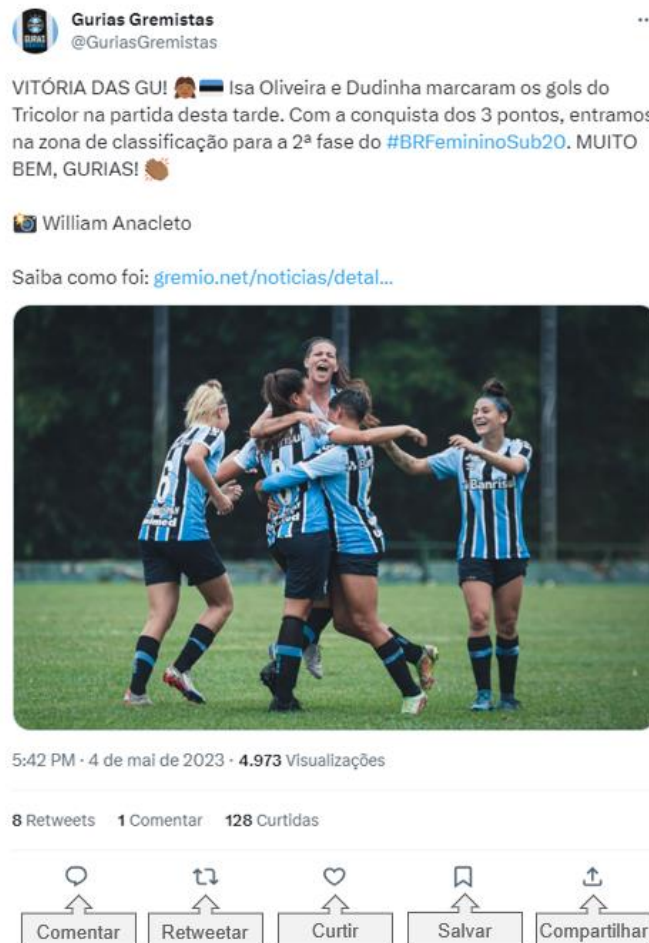 Gurias Gremistas
@GuriasGremistas
VITÓRIA DAS GU! Isa Oliveira e Dudinha marcaram os gols do
Tricolor na partida desta tarde. Com a conquista dos 3 pontos, entramos
na zona de classificação para a 2ª fase do #BRFemininoSub20. MUITO
BEM, GURIAS!
William Anacleto
Saiba como foi: gremio.net/noticias/detal...
Banrisul
5:42 PM · 4 de mai de 2023 · 4.973 Visualizações
8 Retweets 1 Comentar 128 Curtidas
Comentar Retweetar Curtir Salvar Compartilhar